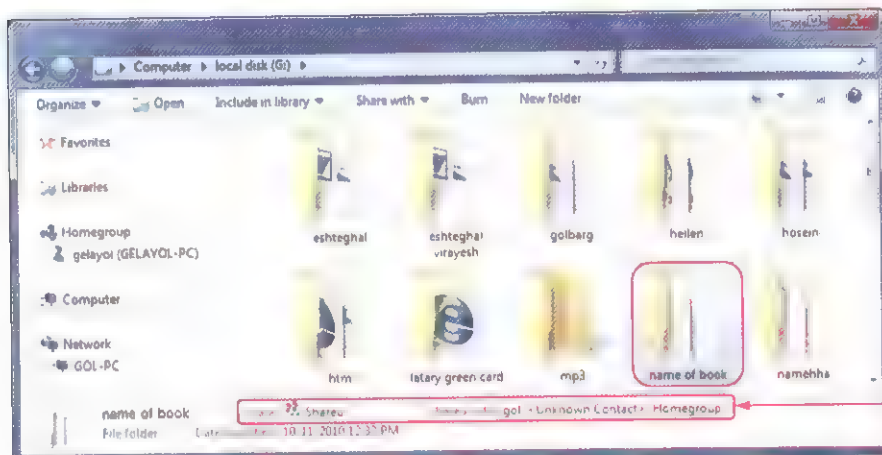 Computer ▸ local disk (G:) ▸
Organize Open Include in library Share with Burn New folder
Favorites
Libraries
Homegroup
gelayol (GELAYOL-PC)
Computer
Network
GOL-PC
eshteghal
eshteghal virayesh
golbarg
heilen
hosein
htm
latary green card
mp3
name of book
namehha
name of book Shared gol Unknown Contact Homegroup
File folder 10 11 2010 12:32 PM